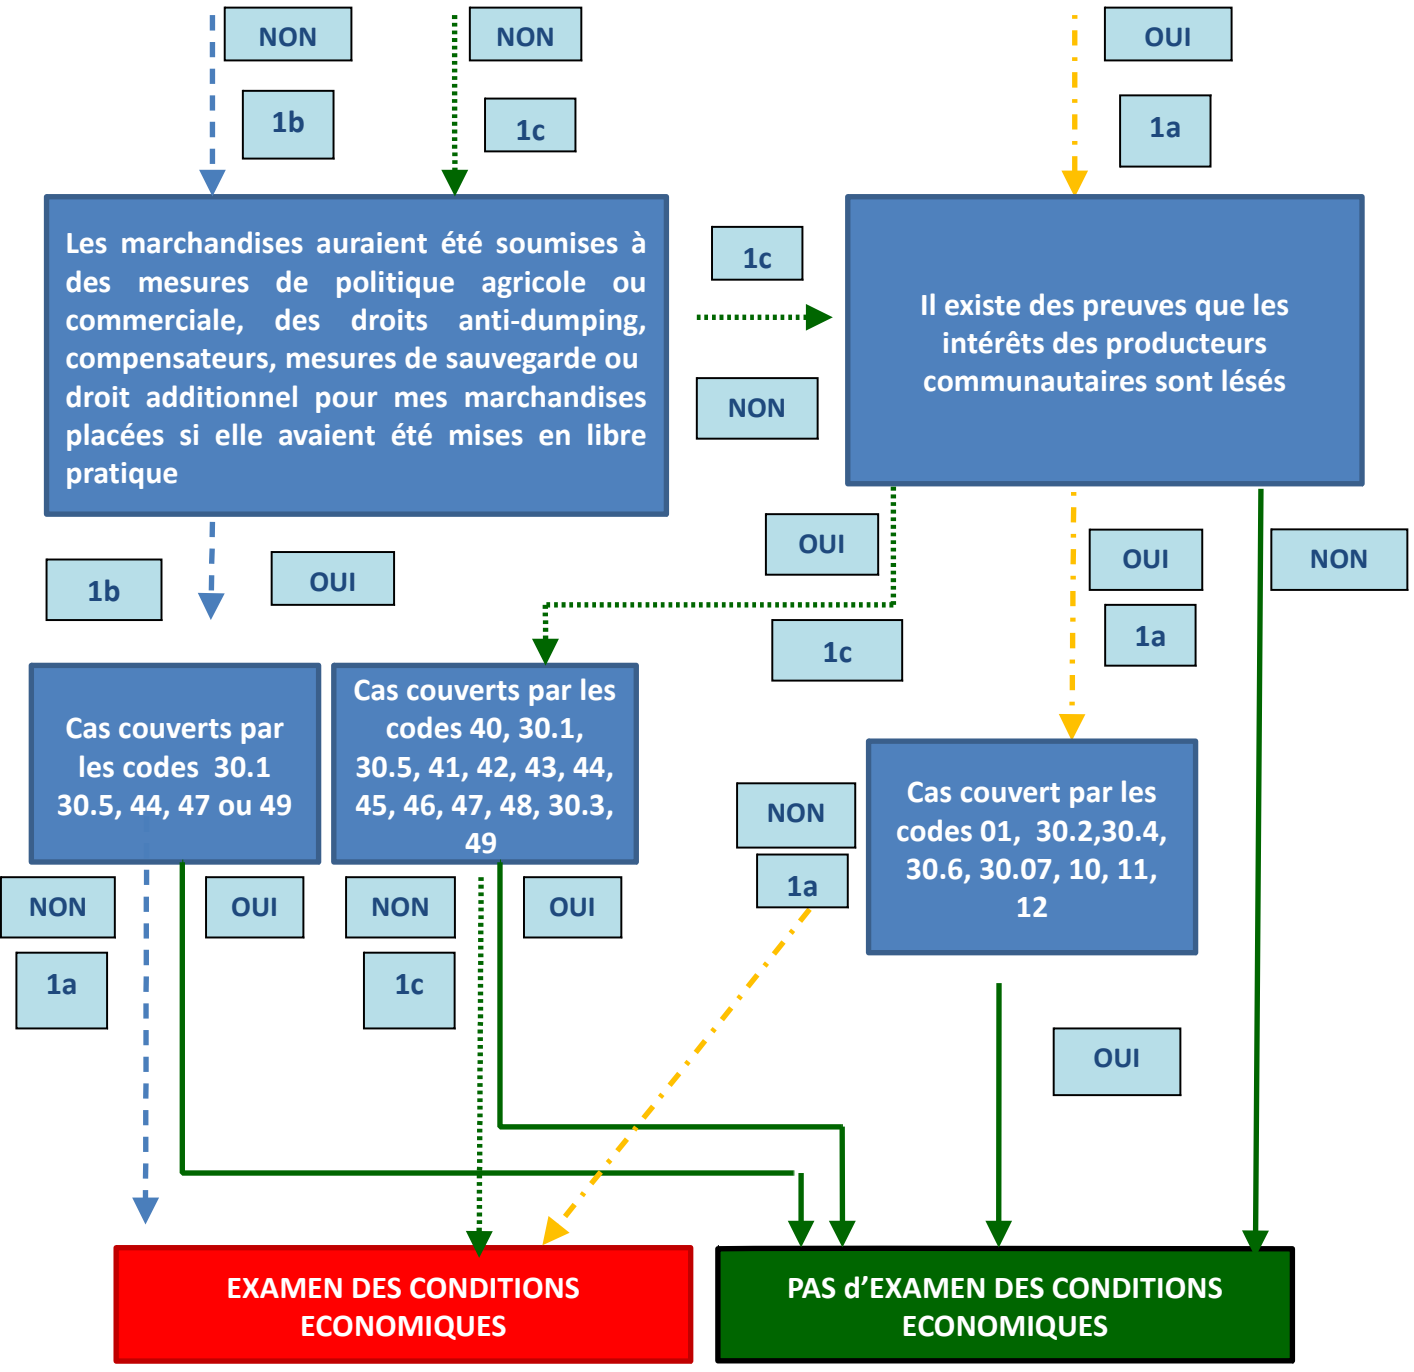 NON
NON
OUI
1b
1c
1a
Les marchandises auraient été soumises à
des mesures de politique agricole ou
commerciale, des droits anti-dumping,
compensateurs, mesures de sauvegarde ou
droit additionnel pour mes marchandises
placées si elle avaient été mises en libre
pratique
1c
NON
Il existe des preuves que les
intérêts des producteurs
communautaires sont lésés
1b
OUI
OUI
1c
OUI
1a
NON
Cas couverts par
les codes 30.1
30.5, 44, 47 ou 49
Cas couverts par les
codes 40, 30.1,
30.5, 41, 42, 43, 44,
45, 46, 47, 48, 30.3,
49
NON
1a
Cas couvert par les
codes 01, 30.2,30.4,
30.6, 30.07, 10, 11,
12
NON
1a
OUI
NON
1c
OUI
OUI
EXAMEN DES CONDITIONS
ECONOMIQUES
PAS d’EXAMEN DES CONDITIONS
ECONOMIQUES